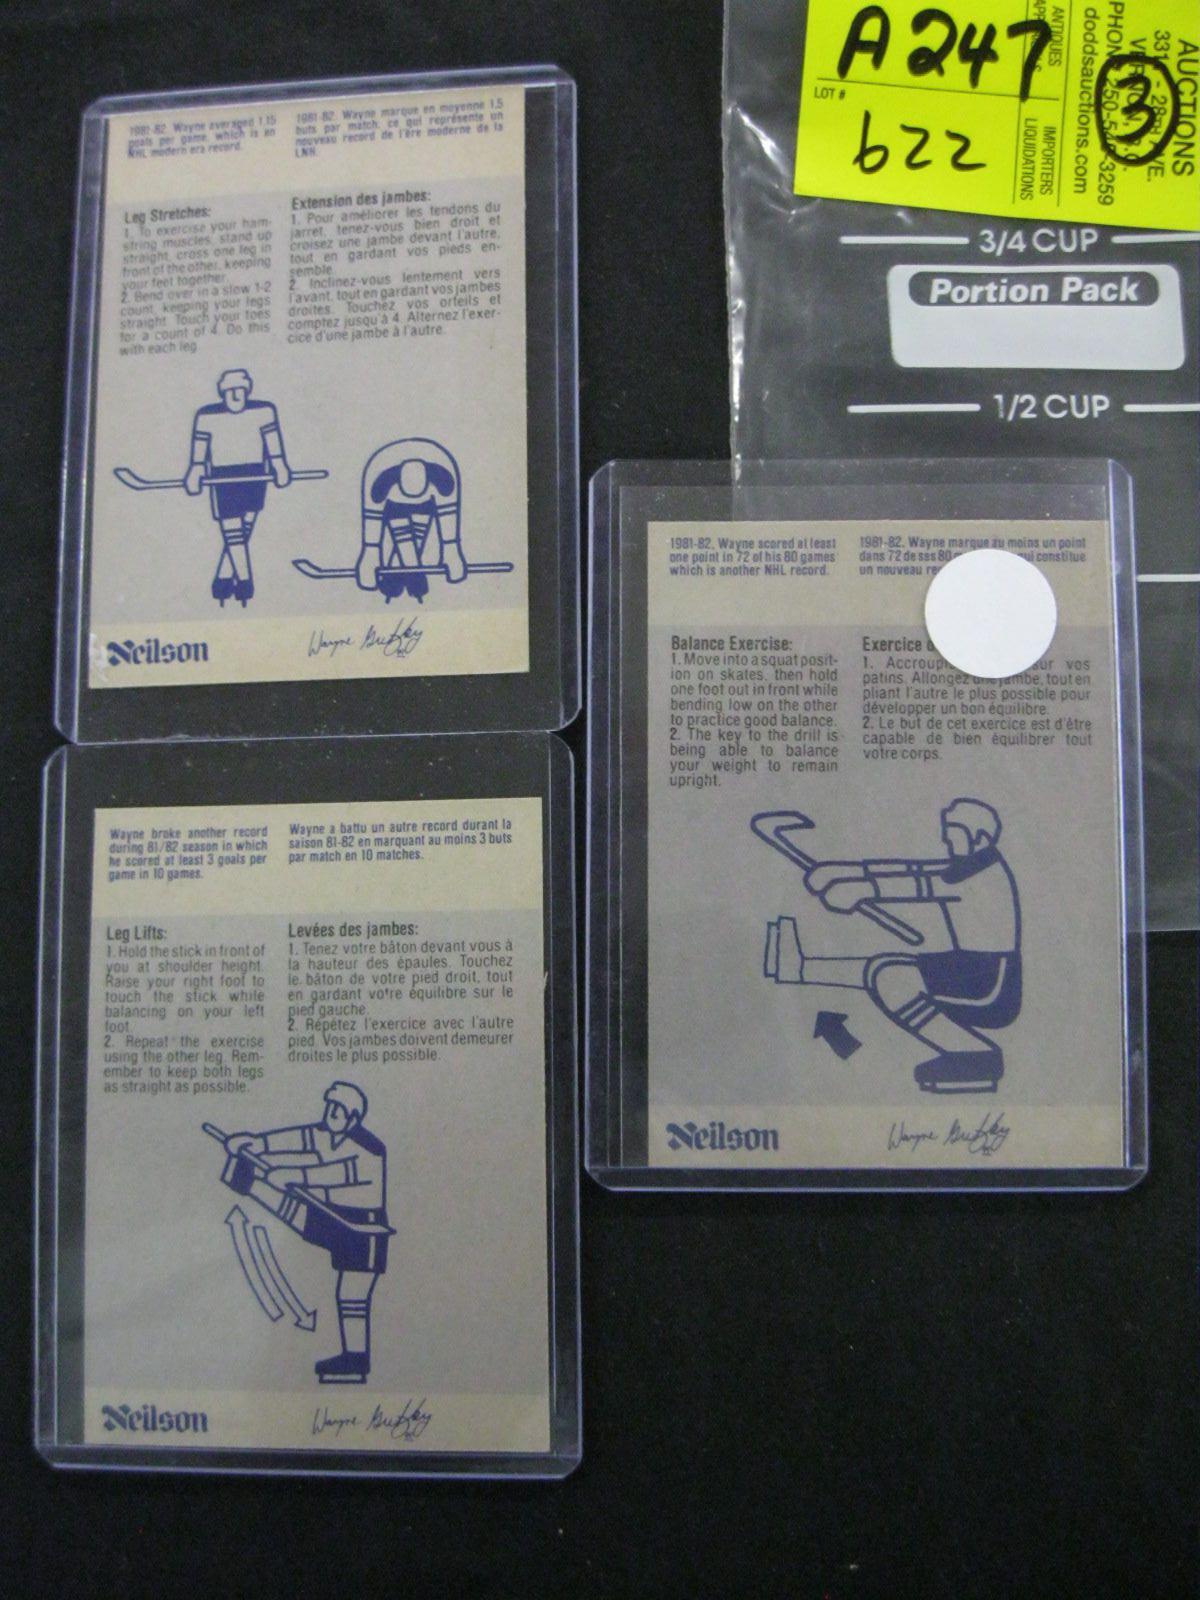 1981-82, Wayne averaged 1.15
goals per game, which is en
NHL modern era record.
1981-82, Wayne marque en moyenne 1.5
buts par match, ce qui représente un
nouveau record de l'ère moderne de la
LNH.
Leg Stretches:
1. To exercise your ham-
string muscles, stand up
straight, cross one leg in
front of the other, keeping
your feet together.
2. Bend over in a slow 1-2
count, keeping your legs
straight. Touch your toes
for a count of 4. Do this
with each leg.
Extension des jambes:
1. Pour améliorer les tendons du
jarret, tenez-vous bien droit et
croisez une jambe devant l'autre,
tout en gardant vos pieds en-
semble.
2. Inclinez-vous lentement vers
l'avant, tout en gardant vos jambes
droites. Touchez vos orteils et
comptez jusqu'à 4. Alternez l'exer-
cice d'une jambe à l'autre.
Neilson
Wayne Gretzky
A247
LOT #
622
3
ANTIQUES
IMPORTERS
LIQUIDATIONS
AUCTIONS
doddsauctions.com
3/4 CUP
Portion Pack
1/2 CUP
1981-82, Wayne scored at least
one point in 72 of his 80 games
which is another NHL record.
1981-82, Wayne marque au moins un point
dans 72 de ses 80 qui constitue
un nouveau
Balance Exercise:
1. Move into a squat posit-
ion on skates, then hold
one foot out in front while
bending low on the other
to practice good balance.
2. The key to the drill is
being able to balance
your weight to remain
upright.
Exercice
1. sur vos
patins. Allongez une jambe, tout en
pliant l'autre le plus possible pour
développer un bon équilibre.
2. Le but de cet exercice est d'être
capable de bien équilibrer tout
votre corps.
Neilson
Wayne Gretzky
Wayne broke another record
during 81/82 season in which
he scored at least 3 goals per
game in 10 games.
Wayne a battu un autre record durant la
saison 81-82 en marquant au moins 3 buts
par match en 10 matches.
Leg Lifts:
1. Hold the stick in front of
you at shoulder height.
Raise your right foot to
touch the stick while
balancing on your left
foot.
2. Repeat the exercise
using the other leg. Rem-
ember to keep both legs
as straight as possible.
Levées des jambes:
1. Tenez votre bâton devant vous à
la hauteur des épaules. Touchez
le bâton de votre pied droit, tout
en gardant votre équilibre sur le
pied gauche.
2. Répétez l'exercice avec l'autre
pied. Vos jambes doivent demeurer
droites le plus possible.
Neilson
Wayne Gretzky